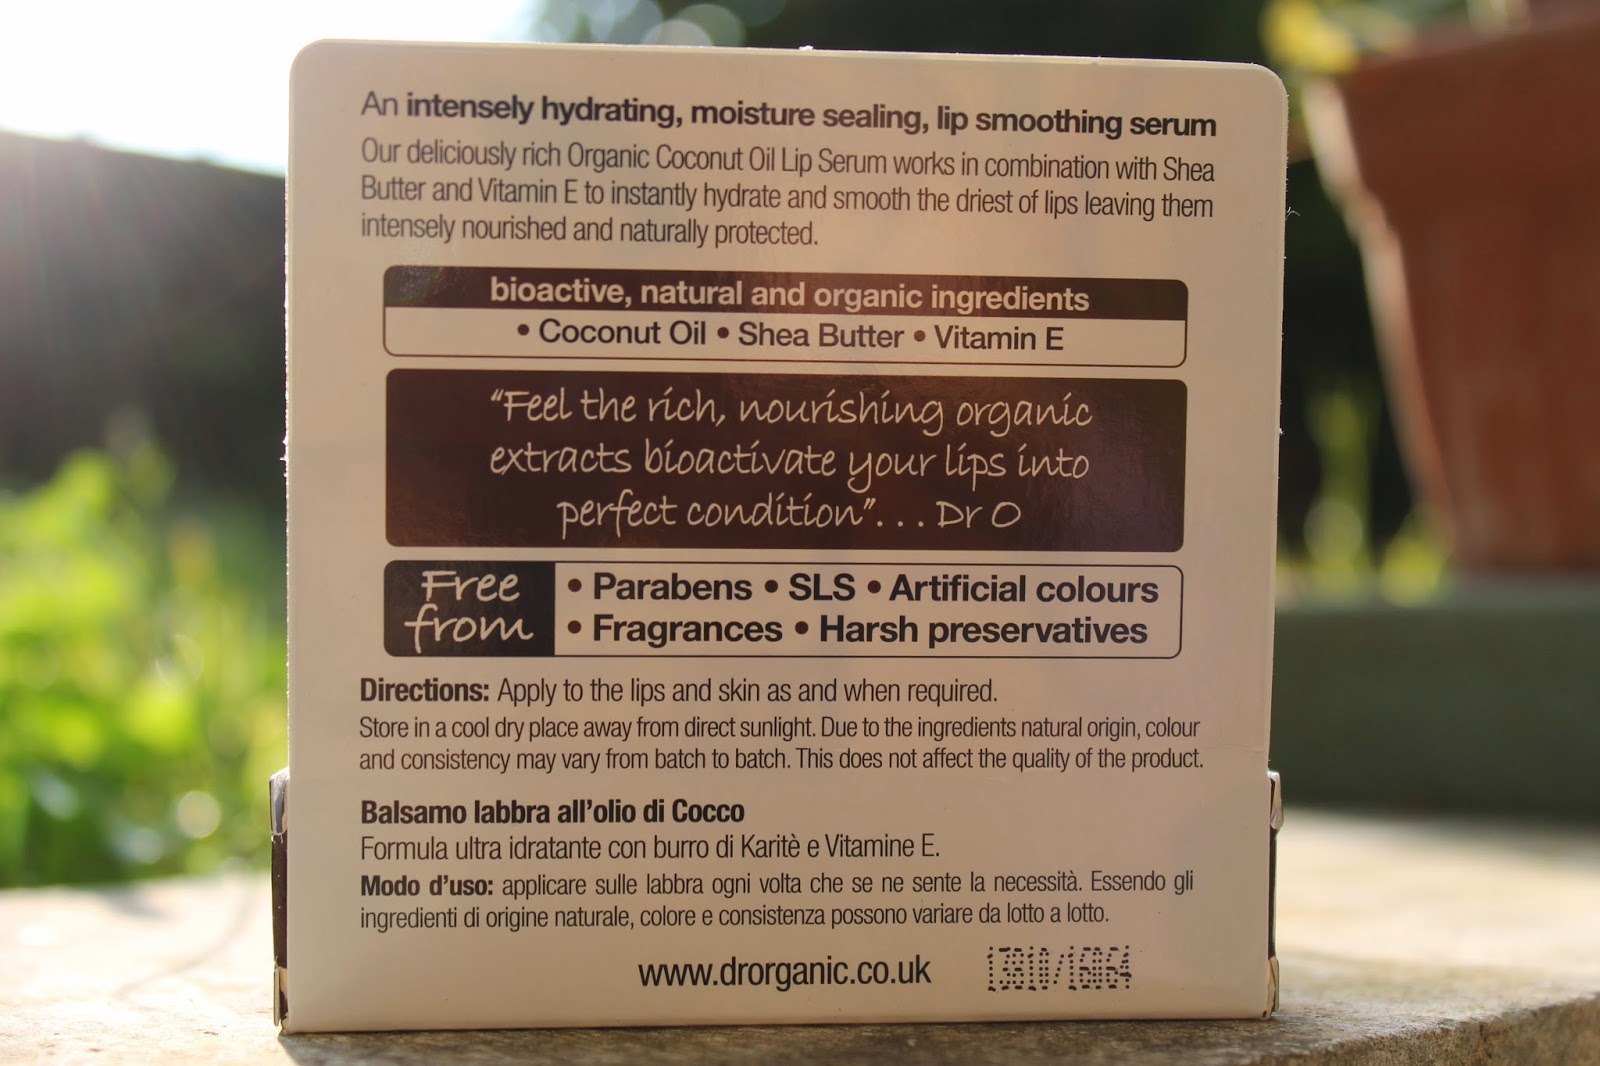 An intensely hydrating, moisture sealing, lip smoothing serum
Our deliciously rich Organic Coconut Oil Lip Serum works in combination with Shea
Butter and Vitamin E to instantly hydrate and smooth the driest of lips leaving them
intensely nourished and naturally protected.
bioactive, natural and organic ingredients
• Coconut Oil • Shea Butter • Vitamin E
“Feel the rich, nourishing organic
extracts bioactivate your lips into
perfect condition”... Dr O
Free
from
• Parabens • SLS • Artificial colours
• Fragrances • Harsh preservatives
Directions: Apply to the lips and skin as and when required.
Store in a cool dry place away from direct sunlight. Due to the ingredients natural origin, colour
and consistency may vary from batch to batch. This does not affect the quality of the product.
Balsamo labbra all’olio di Cocco
Formula ultra idratante con burro di Karitè e Vitamine E.
Modo d’uso: applicare sulle labbra ogni volta che se ne sente la necessità. Essendo gli
ingredienti di origine naturale, colore e consistenza possono variare da lotto a lotto.
www.drorganic.co.uk
13810/16064